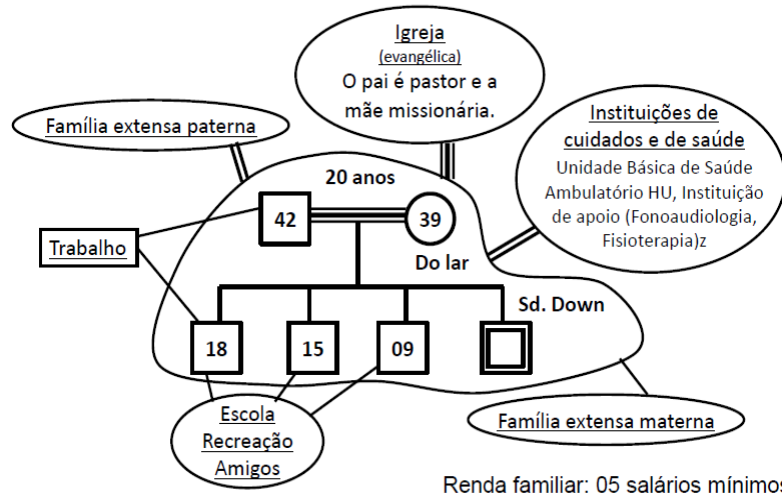 Igreja
(evangélica)
O pai é pastor e a
mãe missionária.
Família extensa paterna
Instituições de
cuidados e de saúde
Unidade Básica de Saúde
Ambulatório HU, Instituição
de apoio (Fonoaudiologia,
Fisioterapia)z
20 anos
42
39
Trabalho
Do lar
Sd. Down
18
15
09
Escola
Recreação
Amigos
Família extensa materna
Renda familiar: 05 salários mínimos